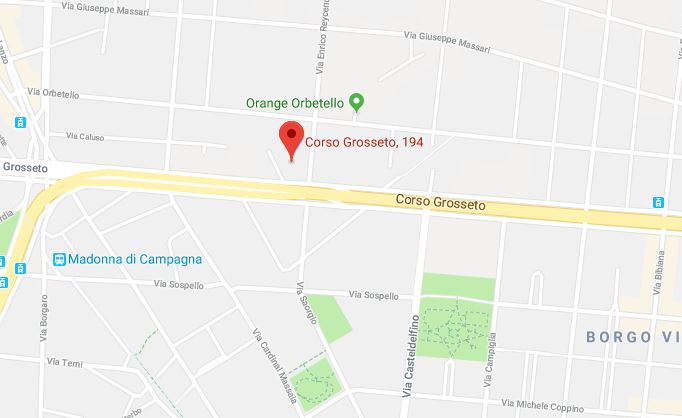 Via Giuseppe Massari
Via Enrico Reycend
Via Giuseppe Massari
Lanzo
Via Orbetello
Orange Orbetello
Via Caluso
Corso Grosseto, 194
Grosseto
Corso Grosseto
Madonna di Campagna
Via Sospello
Via Sospello
Via Saorgio
Via Bibiana
Via Borgaro
Via Cardinal Massaia
Via Casteldelfino
Via Campiglia
BORGO VI
Via Terni
Viterbo
Via Michele Coppino